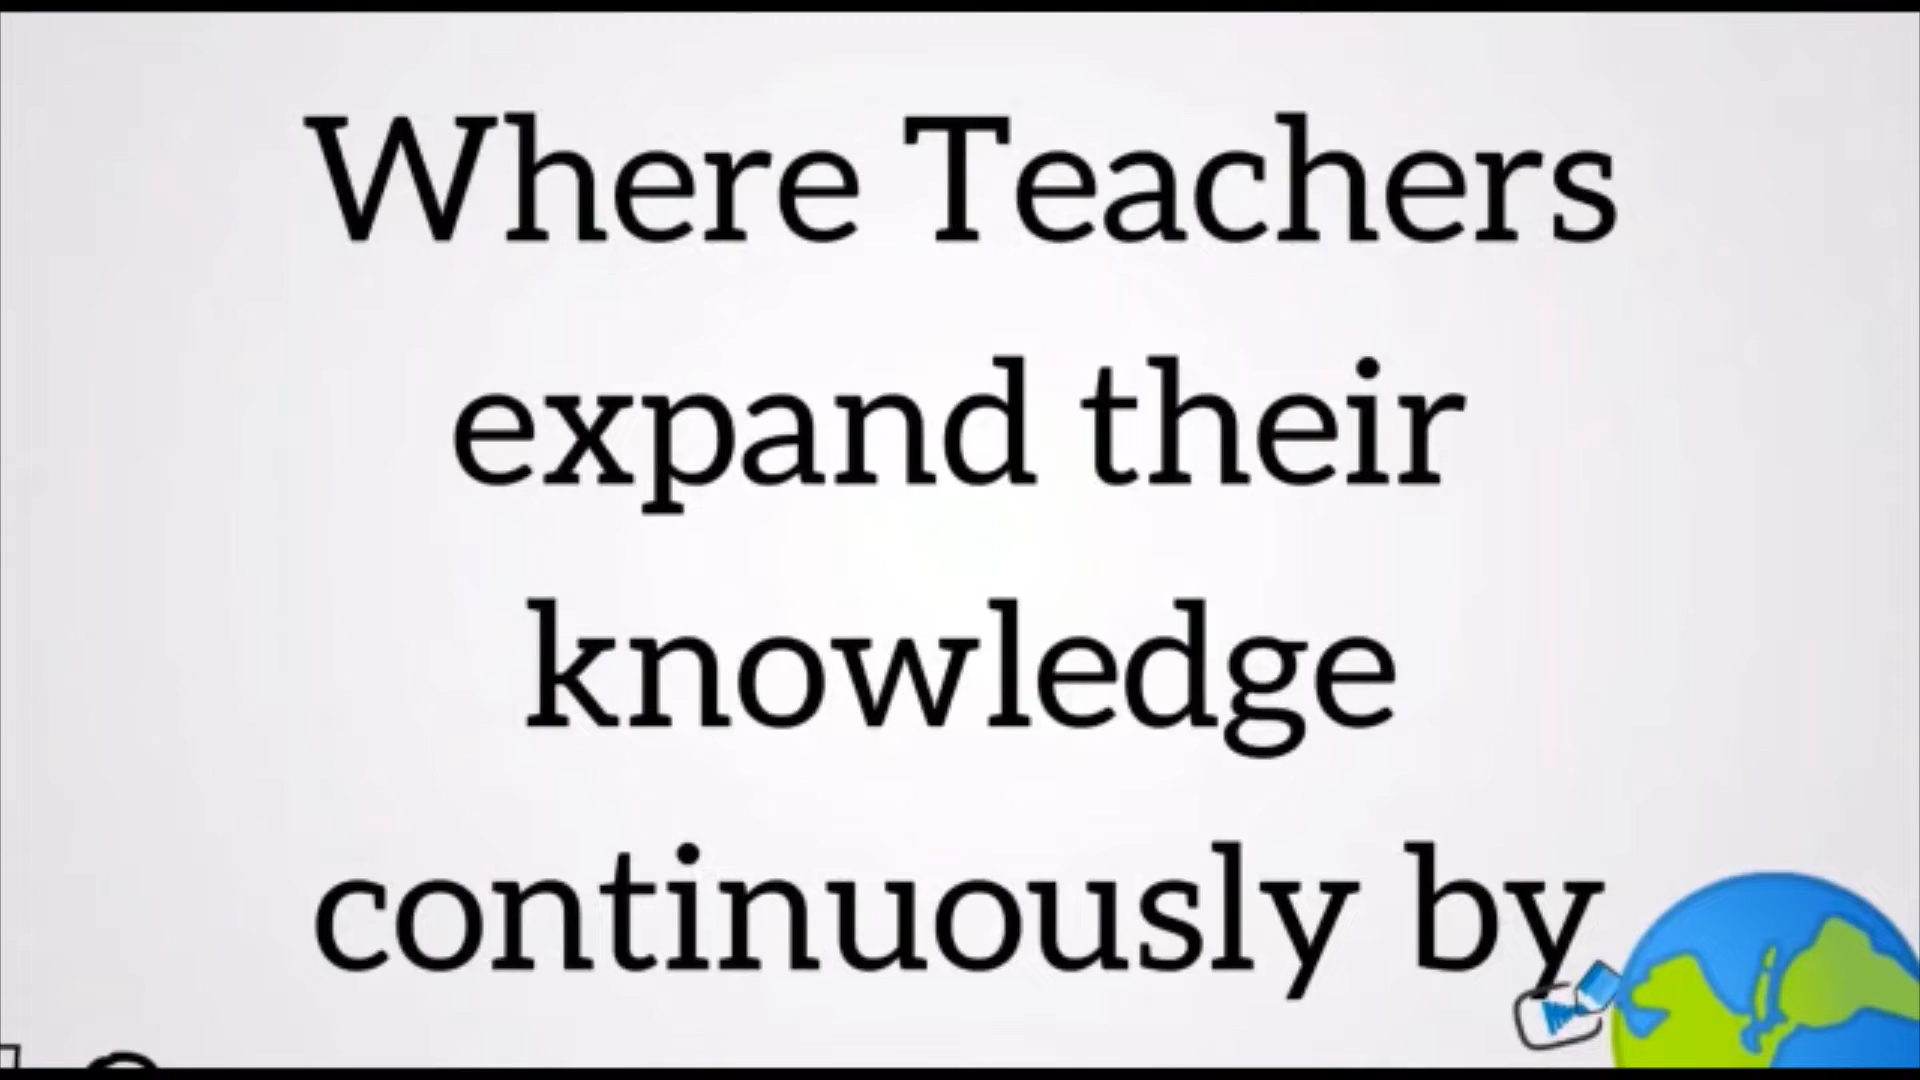 Where Teachers
expand their
knowledge
continuously by